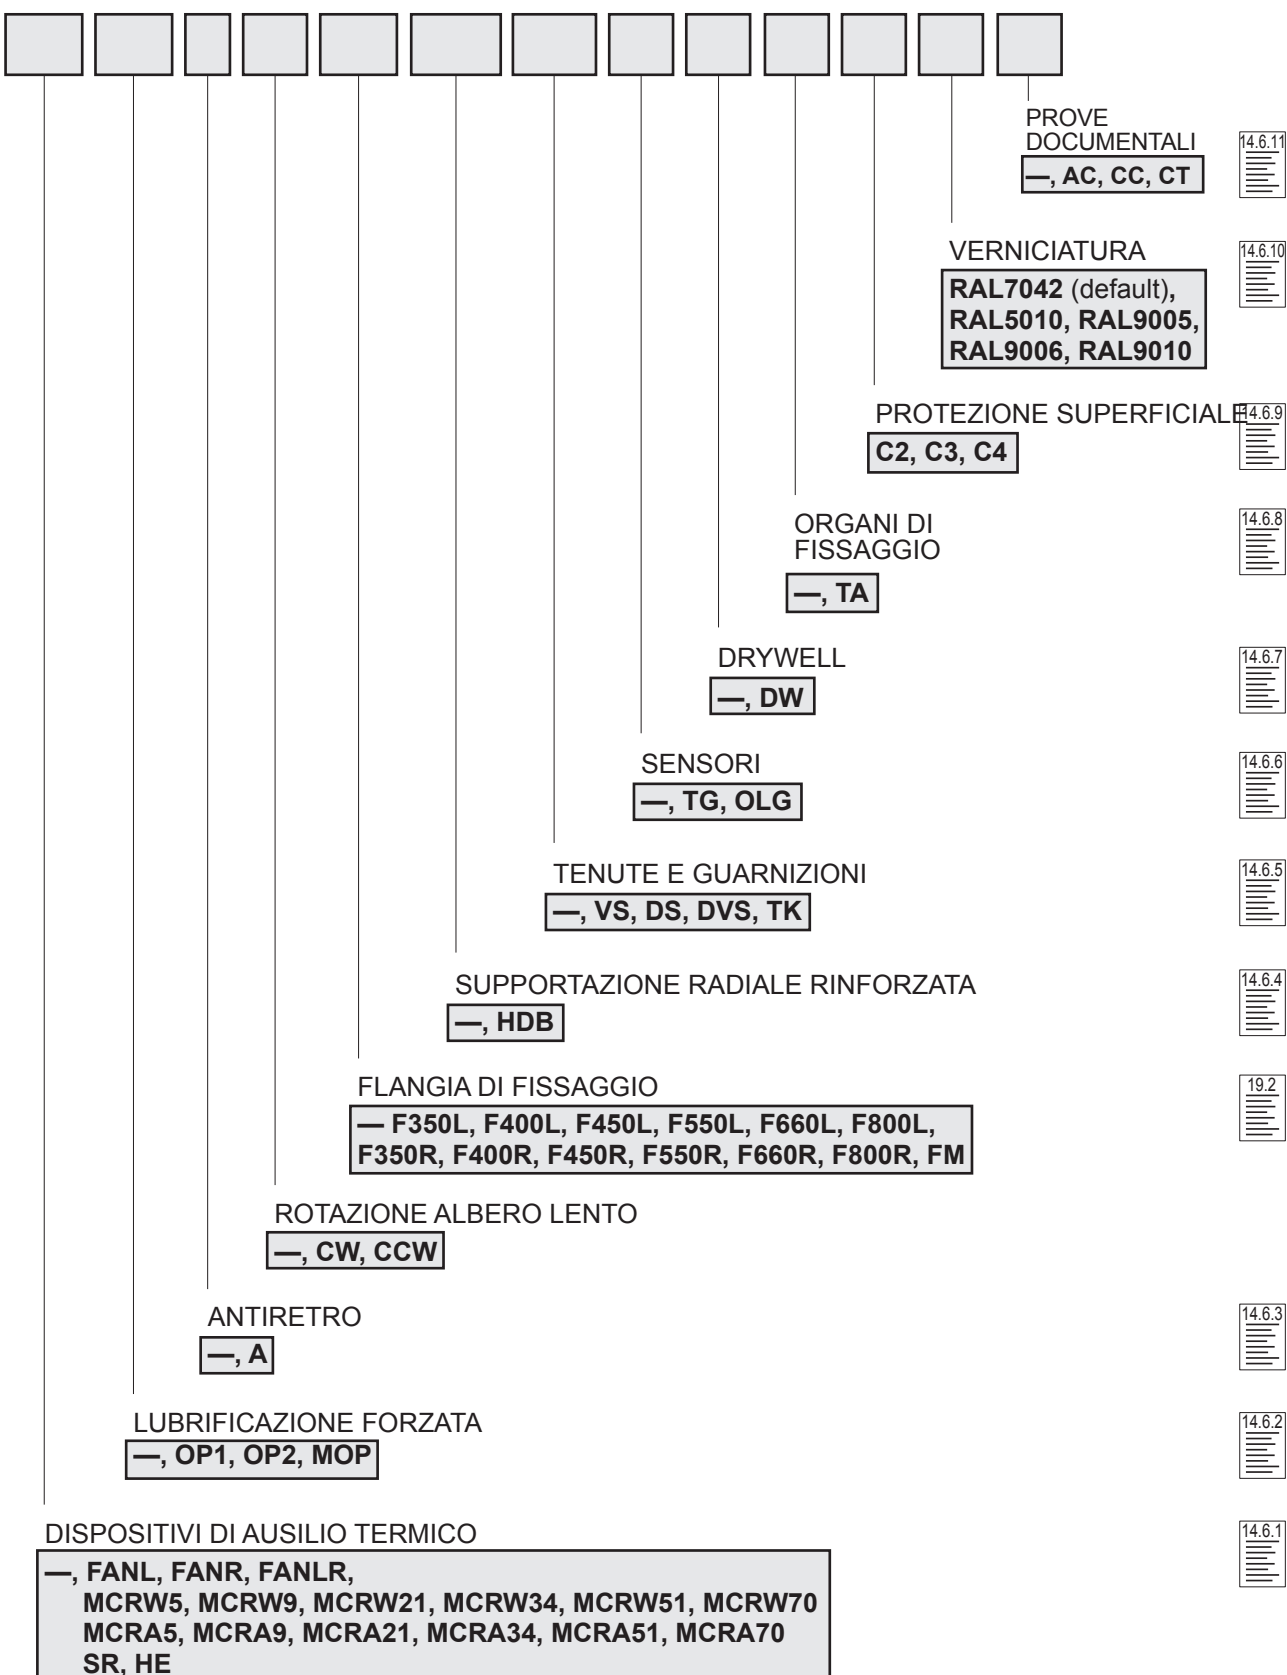 PROVE
DOCUMENTALI
14.6.11
—, AC, CC, CT
VERNICIATURA
14.6.10
RAL7042 (default),
RAL5010, RAL9005,
RAL9006, RAL9010
PROTEZIONE SUPERFICIALE
14.6.9
C2, C3, C4
ORGANI DI
FISSAGGIO
14.6.8
—, TA
DRYWELL
14.6.7
—, DW
SENSORI
14.6.6
—, TG, OLG
TENUTE E GUARNIZIONI
14.6.5
—, VS, DS, DVS, TK
SUPPORTAZIONE RADIALE RINFORZATA
14.6.4
—, HDB
FLANGIA DI FISSAGGIO
19.2
— F350L, F400L, F450L, F550L, F660L, F800L,
F350R, F400R, F450R, F550R, F660R, F800R, FM
ROTAZIONE ALBERO LENTO
—, CW, CCW
ANTIRETRO
14.6.3
—, A
LUBRIFICAZIONE FORZATA
14.6.2
—, OP1, OP2, MOP
DISPOSITIVI DI AUSILIO TERMICO
14.6.1
—, FANL, FANR, FANLR,
MCRW5, MCRW9, MCRW21, MCRW34, MCRW51, MCRW70
MCRA5, MCRA9, MCRA21, MCRA34, MCRA51, MCRA70
SR, HE